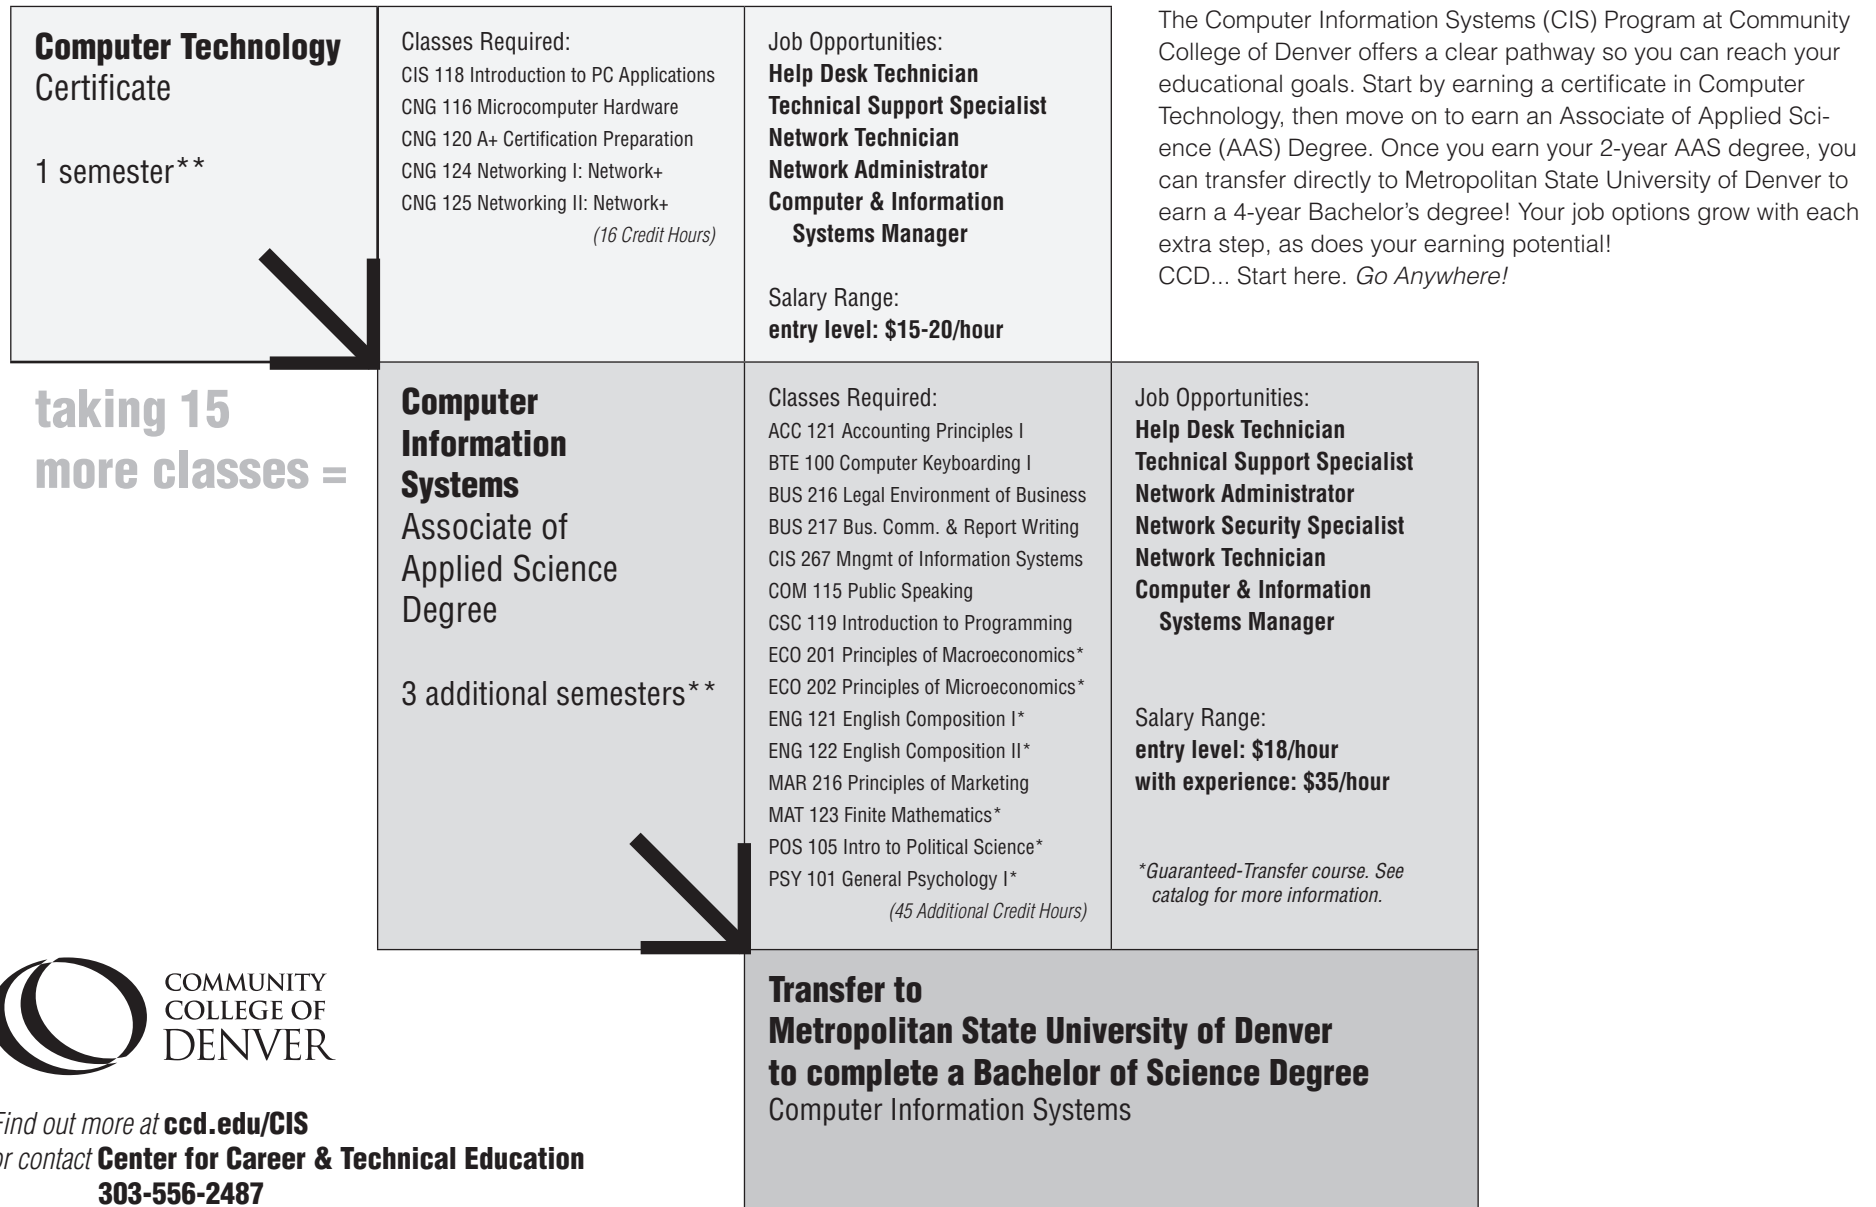 Computer Technology
Certificate
1 semester**
Classes Required:
CIS 118 Introduction to PC Applications
CNG 116 Microcomputer Hardware
CNG 120 A+ Certification Preparation
CNG 124 Networking I: Network+
CNG 125 Networking II: Network+
(16 Credit Hours)
Job Opportunities:
Help Desk Technician
Technical Support Specialist
Network Technician
Network Administrator
Computer & Information
Systems Manager
Salary Range:
entry level: $15-20/hour
The Computer Information Systems (CIS) Program at Community
College of Denver offers a clear pathway so you can reach your
educational goals. Start by earning a certificate in Computer
Technology, then move on to earn an Associate of Applied Sci-
ence (AAS) Degree. Once you earn your 2-year AAS degree, you
can transfer directly to Metropolitan State University of Denver to
earn a 4-year Bachelor's degree! Your job options grow with each
extra step, as does your earning potential!
CCD... Start here. Go Anywhere!
taking 15
more classes =
Computer
Information
Systems
Associate of
Applied Science
Degree
3 additional semesters**
Classes Required:
ACC 121 Accounting Principles I
BTE 100 Computer Keyboarding I
BUS 216 Legal Environment of Business
BUS 217 Bus. Comm. & Report Writing
CIS 267 Mngmt of Information Systems
COM 115 Public Speaking
CSC 119 Introduction to Programming
ECO 201 Principles of Macroeconomics*
ECO 202 Principles of Microeconomics*
ENG 121 English Composition I*
ENG 122 English Composition II*
MAR 216 Principles of Marketing
MAT 123 Finite Mathematics*
POS 105 Intro to Political Science*
PSY 101 General Psychology I*
(45 Additional Credit Hours)
Job Opportunities:
Help Desk Technician
Technical Support Specialist
Network Administrator
Network Security Specialist
Network Technician
Computer & Information
Systems Manager
Salary Range:
entry level: $18/hour
with experience: $35/hour
*Guaranteed-Transfer course. See
catalog for more information.
Transfer to
Metropolitan State University of Denver
to complete a Bachelor of Science Degree
Computer Information Systems
COMMUNITY
COLLEGE OF
DENVER
Find out more at ccd.edu/CIS
or contact Center for Career & Technical Education
303-556-2487